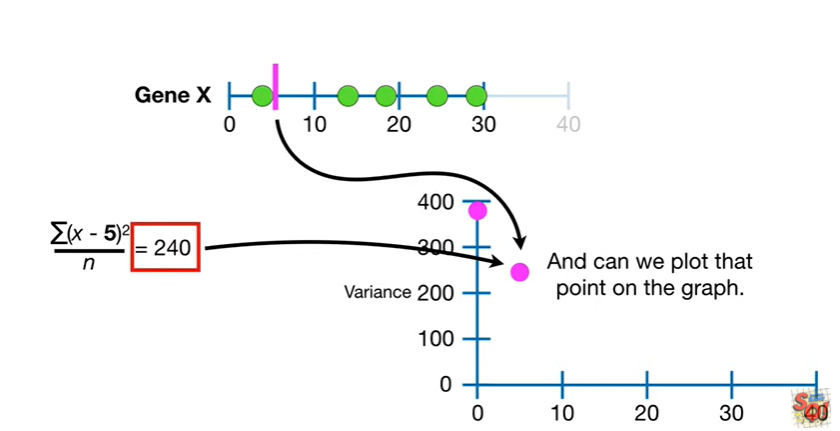 Gene X
0 10 20 30 40
∑(x - 5)²
n
= 240
400
300
Variance 200
100
0
And can we plot that
point on the graph.
0 10 20 30 40